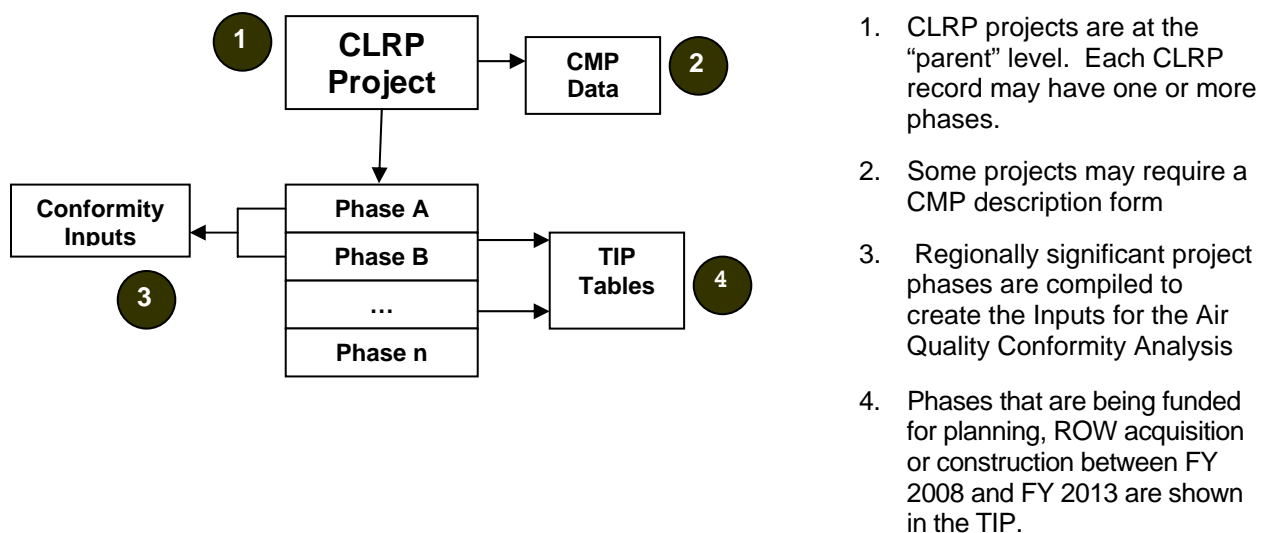 1
CLRP
Project
CMP
Data
2
Conformity
Inputs
3
Phase A
Phase B
...
Phase n
TIP
Tables
4
1. CLRP projects are at the
“parent” level. Each CLRP
record may have one or more
phases.
2. Some projects may require a
CMP description form
3. Regionally significant project
phases are compiled to
create the Inputs for the Air
Quality Conformity Analysis
4. Phases that are being funded
for planning, ROW acquisition
or construction between FY
2008 and FY 2013 are shown
in the TIP.